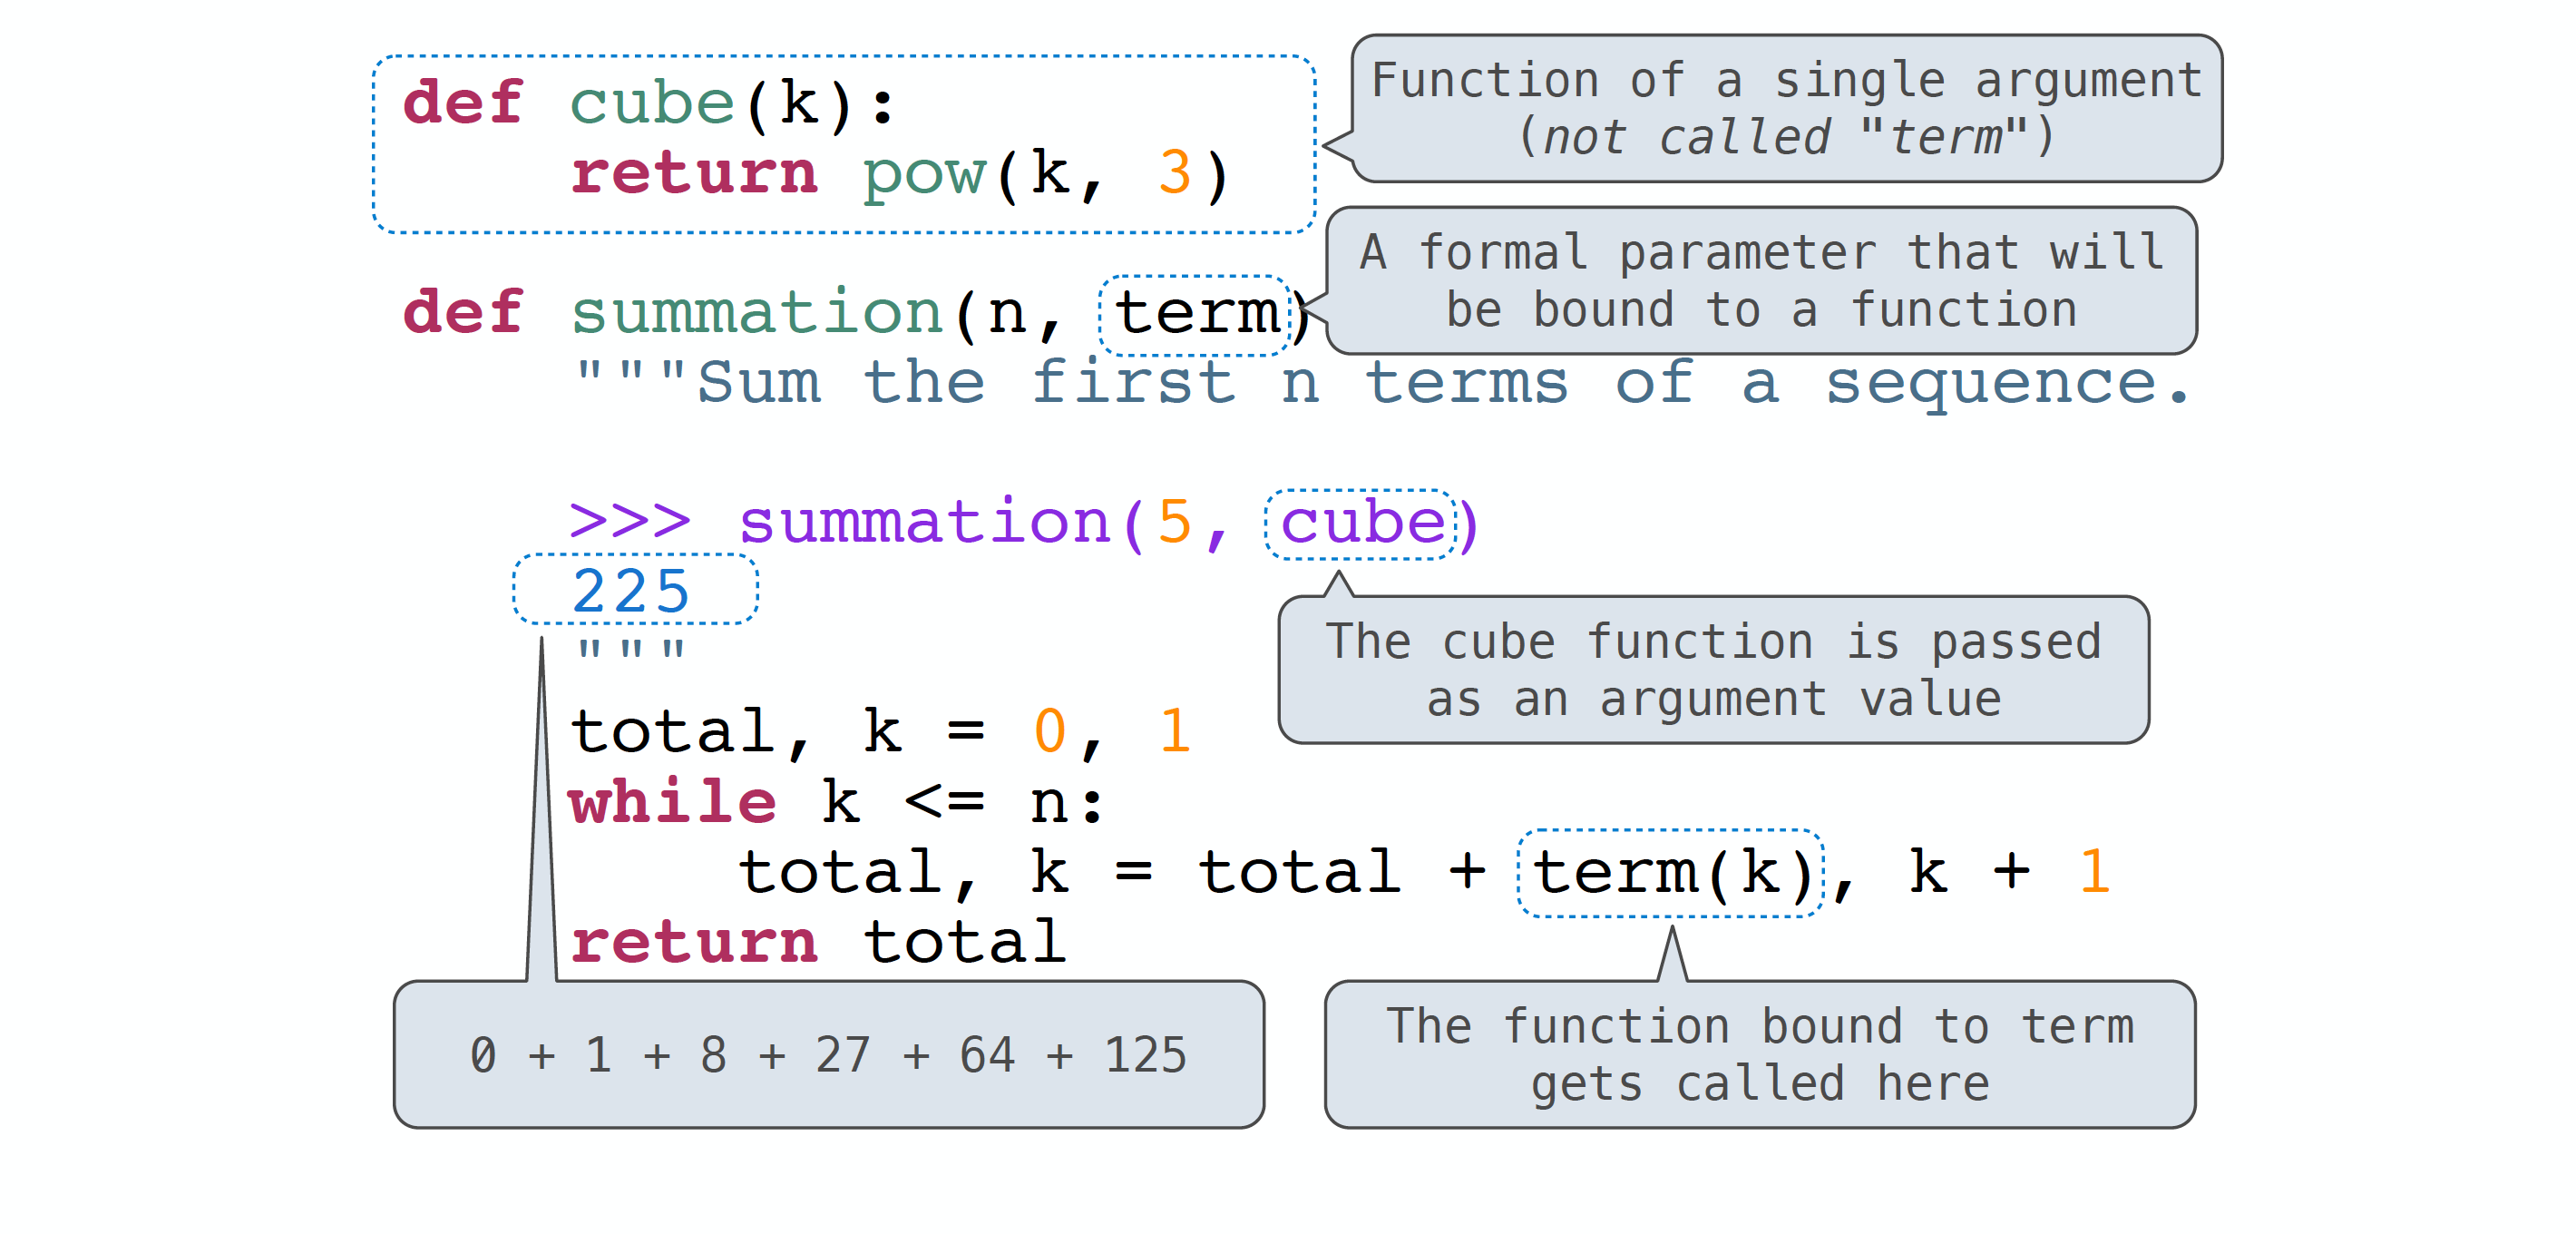 def cube(k):
    return pow(k, 3)
Function of a single argument
(not called "term")
def summation(n, term)
A formal parameter that will
be bound to a function
    """Sum the first n terms of a sequence.
    >>> summation(5, cube)
    225
    """
The cube function is passed
as an argument value
    total, k = 0, 1
    while k <= n:
        total, k = total + term(k), k + 1
    return total
0 + 1 + 8 + 27 + 64 + 125
The function bound to term
gets called here